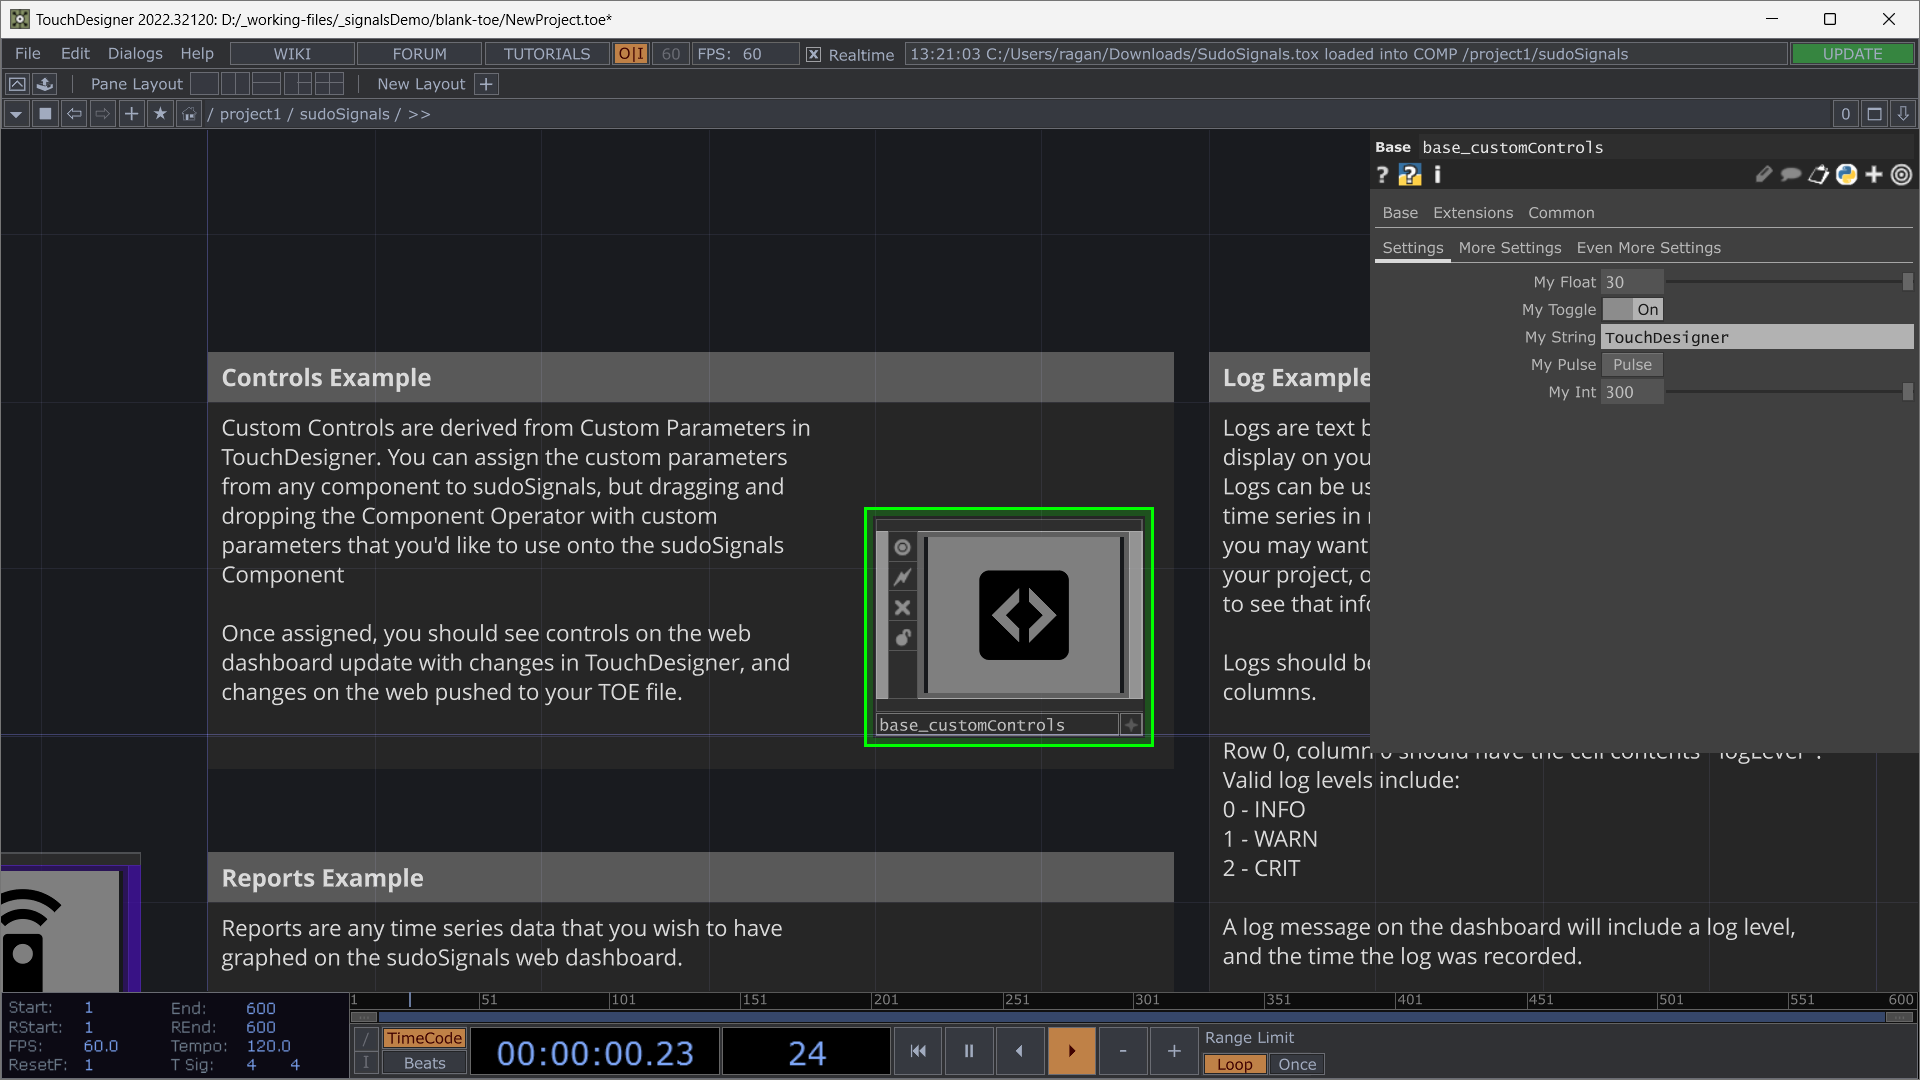 TouchDesigner 2022.32120: D:/_working-files/_signalsDemo/blank-toe/NewProject.toe*
File Edit Dialogs Help WIKI FORUM TUTORIALS O|I 60 FPS: 60 Realtime 13:21:03 C:/Users/ragan/Downloads/SudoSignals.tox loaded into COMP /project1/sudoSignals UPDATE
Pane Layout New Layout +
/ project1 / sudoSignals / >> 0
Base base_customControls
? ? i
Base Extensions Common
Settings More Settings Even More Settings
My Float 30
My Toggle On
My String TouchDesigner
My Pulse Pulse
My Int 300
Controls Example
Custom Controls are derived from Custom Parameters in
TouchDesigner. You can assign the custom parameters
from any component to sudoSignals, but dragging and
dropping the Component Operator with custom
parameters that you'd like to use onto the sudoSignals
Component
Once assigned, you should see controls on the web
dashboard update with changes in TouchDesigner, and
changes on the web pushed to your TOE file.
base_customControls
Log Example
Logs are text b
display on you
Logs can be us
time series in
you may want
your project, o
to see that info
Logs should be
columns.
Row 0, column 0 should have the cell contents "logLevel".
Valid log levels include:
0 - INFO
1 - WARN
2 - CRIT
A log message on the dashboard will include a log level,
and the time the log was recorded.
Reports Example
Reports are any time series data that you wish to have
graphed on the sudoSignals web dashboard.
1 51 101 151 201 251 301 351 401 451 501 551 600
Start: 1 End: 600
RStart: 1 REnd: 600
FPS: 60.0 Tempo: 120.0
ResetF: 1 T Sig: 4 4
/ TimeCode
I Beats
00:00:00.23 24
- +
Range Limit
Loop Once